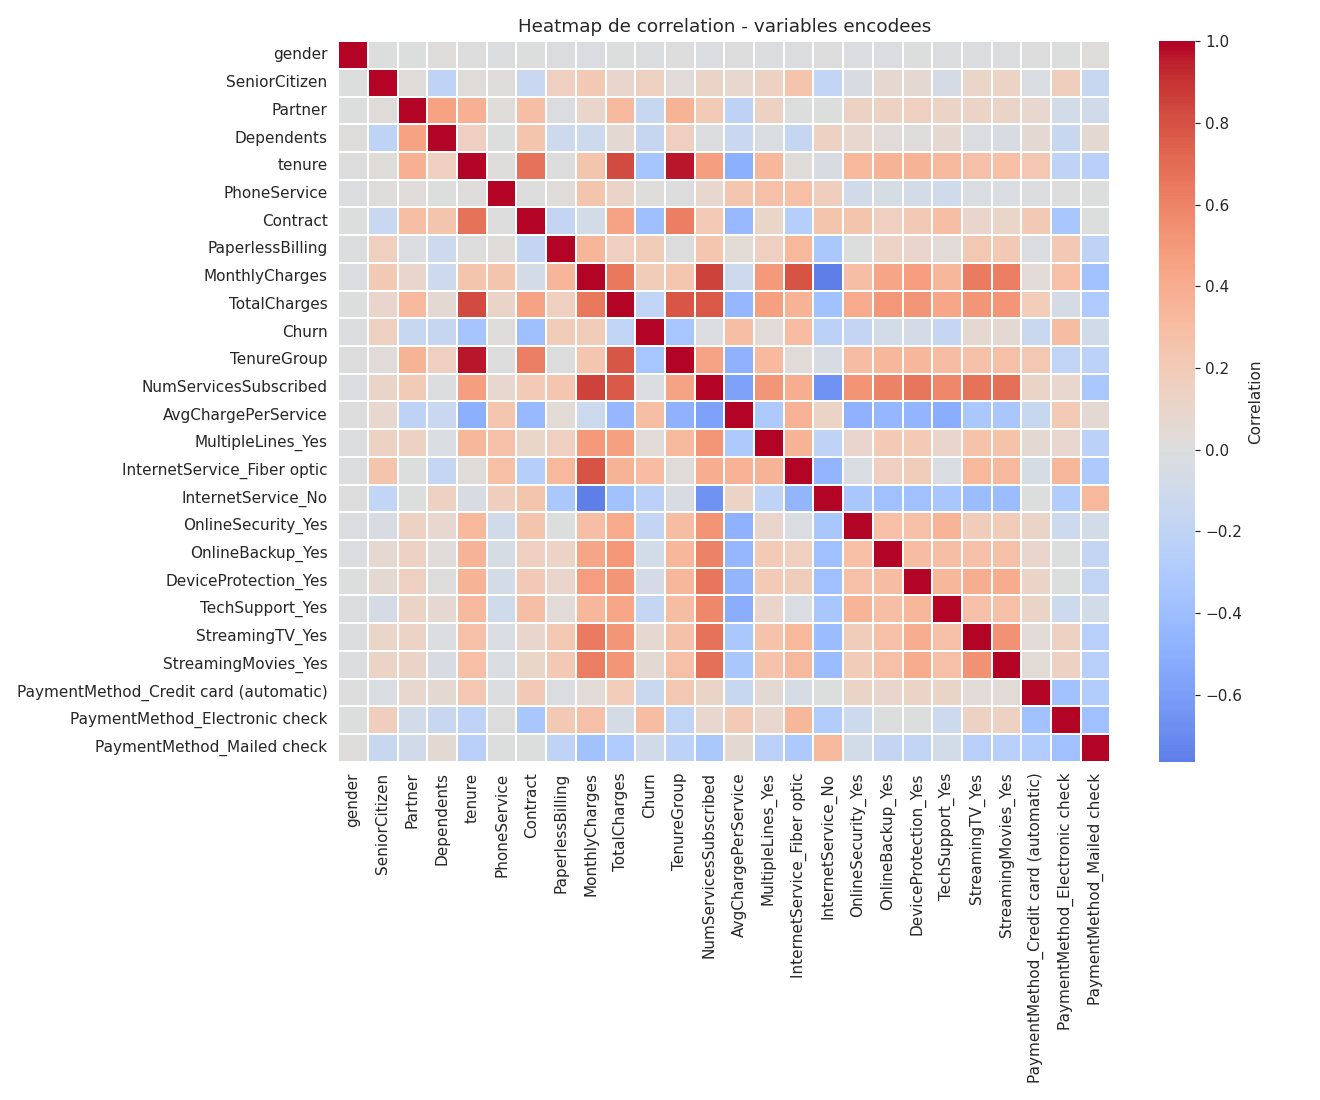 Heatmap de correlation - variables encodees
gender
SeniorCitizen
Partner
Dependents
tenure
PhoneService
Contract
PaperlessBilling
MonthlyCharges
TotalCharges
Churn
TenureGroup
NumServicesSubscribed
AvgChargePerService
MultipleLines_Yes
InternetService_Fiber optic
InternetService_No
OnlineSecurity_Yes
OnlineBackup_Yes
DeviceProtection_Yes
TechSupport_Yes
StreamingTV_Yes
StreamingMovies_Yes
PaymentMethod_Credit card (automatic)
PaymentMethod_Electronic check
PaymentMethod_Mailed check
gender
SeniorCitizen
Partner
Dependents
tenure
PhoneService
Contract
PaperlessBilling
MonthlyCharges
TotalCharges
Churn
TenureGroup
NumServicesSubscribed
AvgChargePerService
MultipleLines_Yes
InternetService_Fiber optic
InternetService_No
OnlineSecurity_Yes
OnlineBackup_Yes
DeviceProtection_Yes
TechSupport_Yes
StreamingTV_Yes
StreamingMovies_Yes
PaymentMethod_Credit card (automatic)
PaymentMethod_Electronic check
PaymentMethod_Mailed check
1.0
0.8
0.6
0.4
0.2
0.0
−0.2
−0.4
−0.6
Correlation